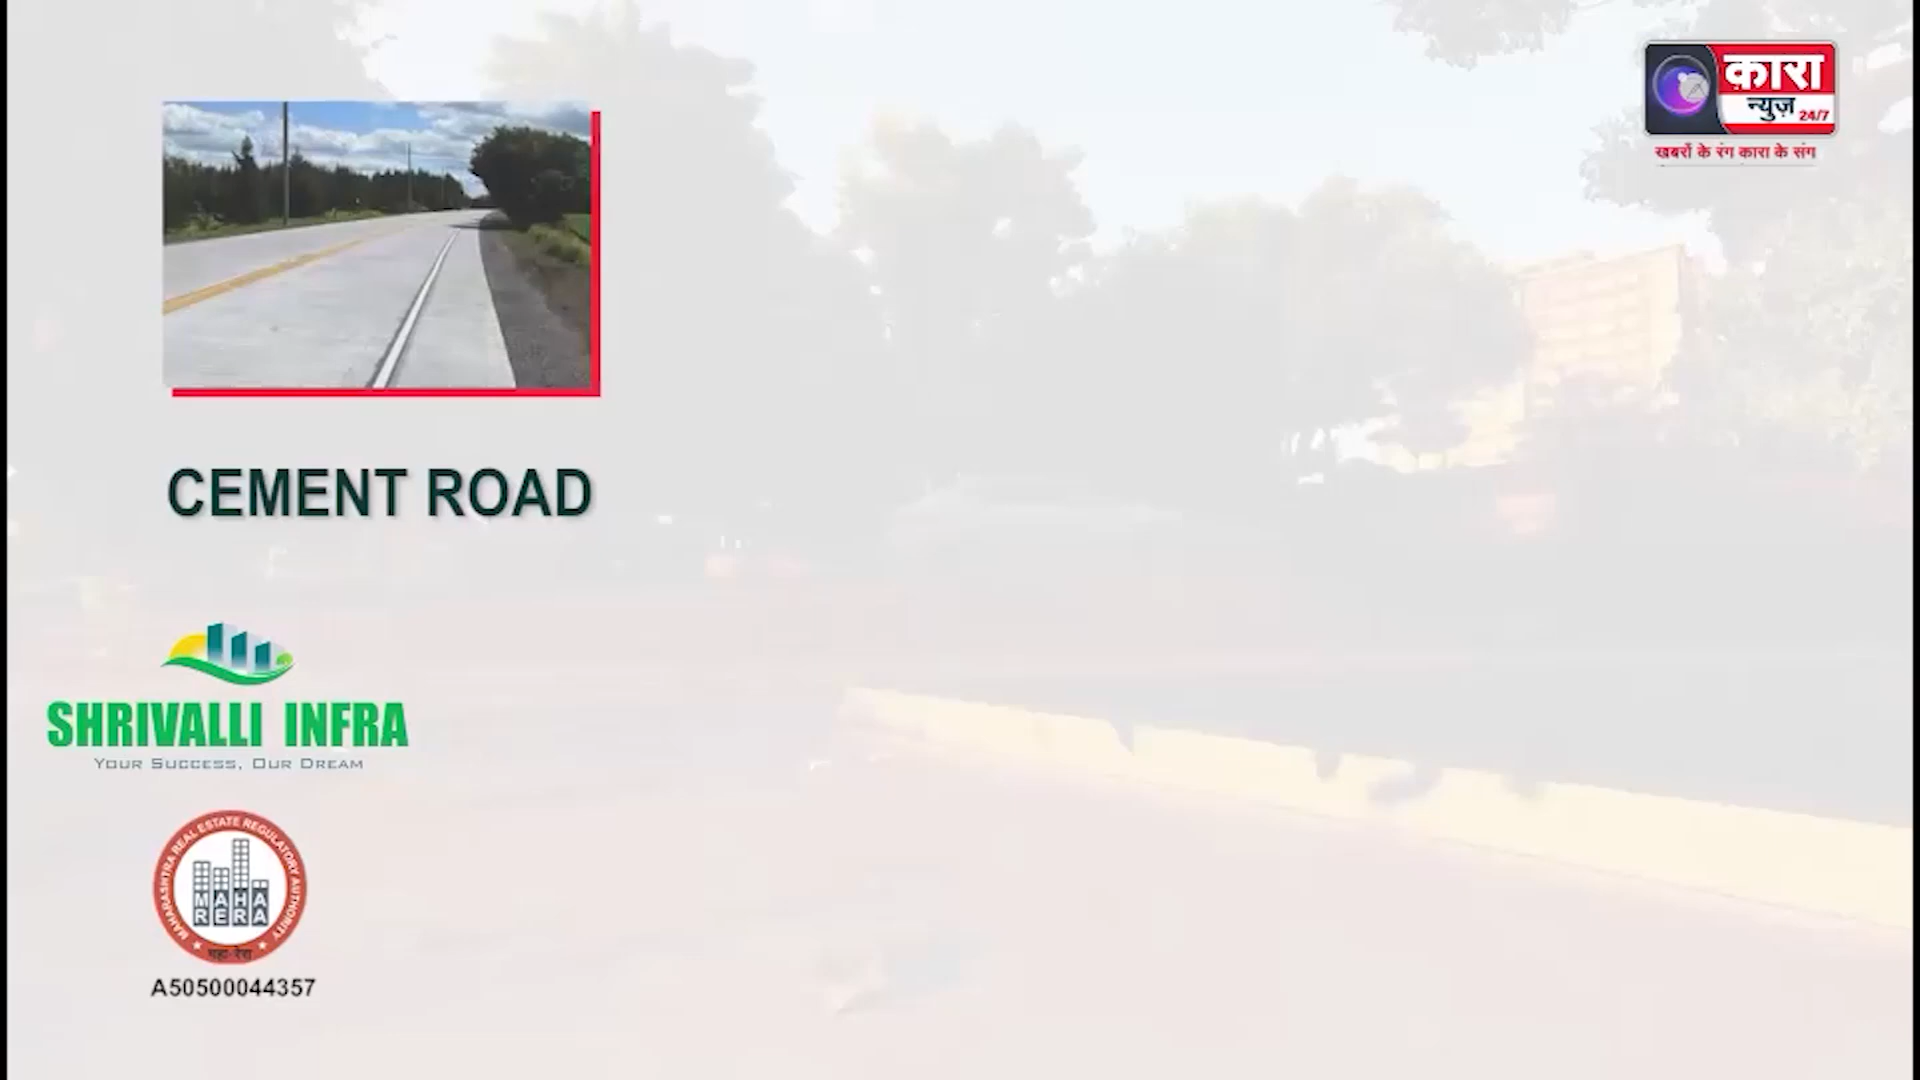 कारा
न्युज़ 24/7
खबरों के रंग कारा के संग
CEMENT ROAD
SHRIVALLI INFRA
YOUR SUCCESS, OUR DREAM
MAHARASHTRA REAL ESTATE REGULATORY AUTHORITY
MAHA
RERA
महा-रेरा
A50500044357